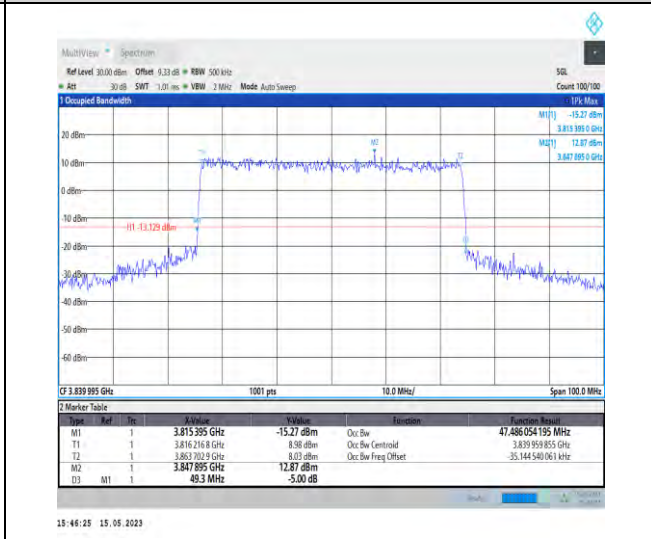 MultiView Spectrum
Ref Level 30.00 dBm Offset 9.33 dB RBW 500 kHz SGL
Att 30 dB SWT 1.01 ms VBW 2 MHz Mode Auto Sweep Count 100/100
1 Occupied Bandwidth 1Pk Max
M1[1] -15.27 dBm
3.815 395 0 GHz
20 dBm M2 M2[1] 12.87 dBm
3.847 895 0 GHz
T1 T2
10 dBm
0 dBm
-10 dBm
H1 -13.129 dBm
-20 dBm
-30 dBm
-40 dBm
-50 dBm
-60 dBm
CF 3.839 995 GHz 1001 pts 10.0 MHz/ Span 100.0 MHz
2 Marker Table
Type Ref Trc X-Value Y-Value Function Function Result
M1 1 3.815 395 GHz -15.27 dBm Occ Bw 47.486 054 195 MHz
T1 1 3.816 216 8 GHz 8.98 dBm Occ Bw Centroid 3.839 959 855 GHz
T2 1 3.863 702 9 GHz 8.03 dBm Occ Bw Freq Offset -35.144 540 061 kHz
M2 1 3.847 895 GHz 12.87 dBm
D3 M1 1 49.3 MHz -5.00 dB
15:46:25 15.05.2023